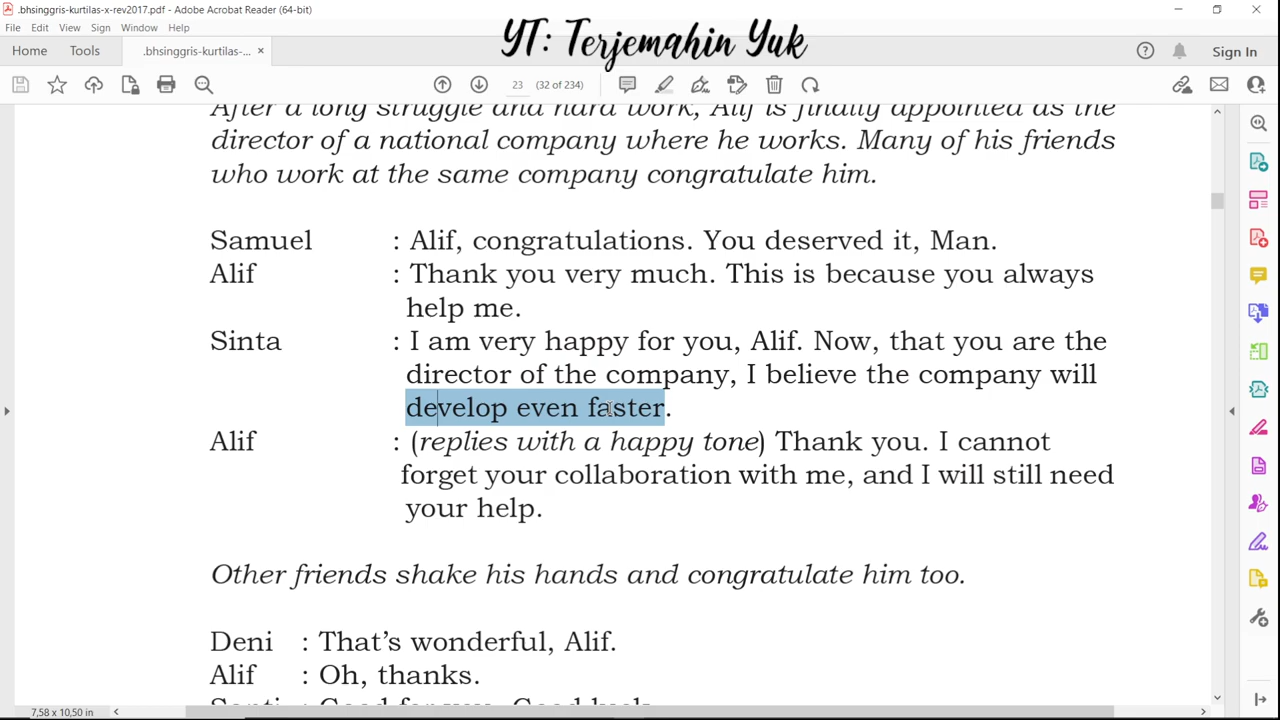 .bhsinggris-kurtilas-x-rev2017.pdf - Adobe Acrobat Reader (64-bit)
File Edit View Sign Window Help
YT: Terjemahin Yuk
Home Tools .bhsinggris-kurtilas-... × Sign In
23 (32 of 234)
After a long struggle and hard work, Alif is finally appointed as the
director of a national company where he works. Many of his friends
who work at the same company congratulate him.
Samuel : Alif, congratulations. You deserved it, Man.
Alif : Thank you very much. This is because you always
help me.
Sinta : I am very happy for you, Alif. Now, that you are the
director of the company, I believe the company will
develop even faster.
Alif : (replies with a happy tone) Thank you. I cannot
forget your collaboration with me, and I will still need
your help.
Other friends shake his hands and congratulate him too.
Deni : That's wonderful, Alif.
Alif : Oh, thanks.
Santi : Good for you. Good luck.
7,58 x 10,50 in